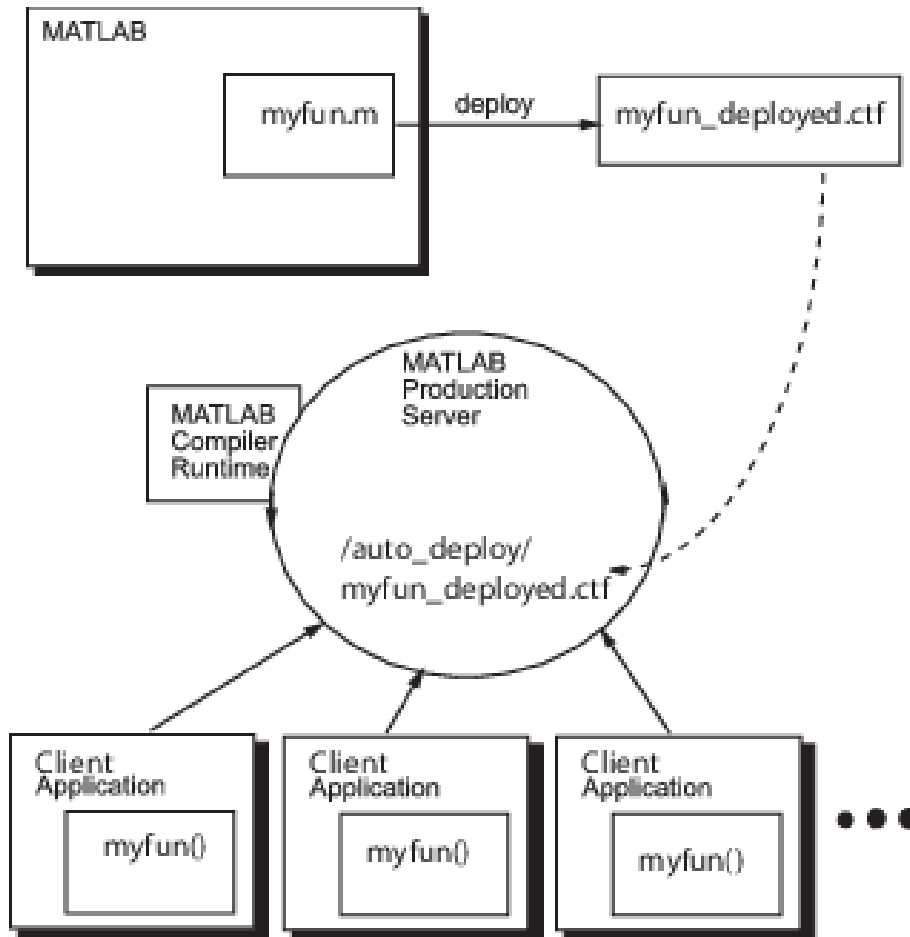 MATLAB
myfun.m
deploy
myfun_deployed.ctf
MATLAB
Production
Server
MATLAB
Compiler
Runtime
/auto_deploy/
myfun_deployed.ctf
Client
Application
myfun()
Client
Application
myfun()
Client
Application
myfun()